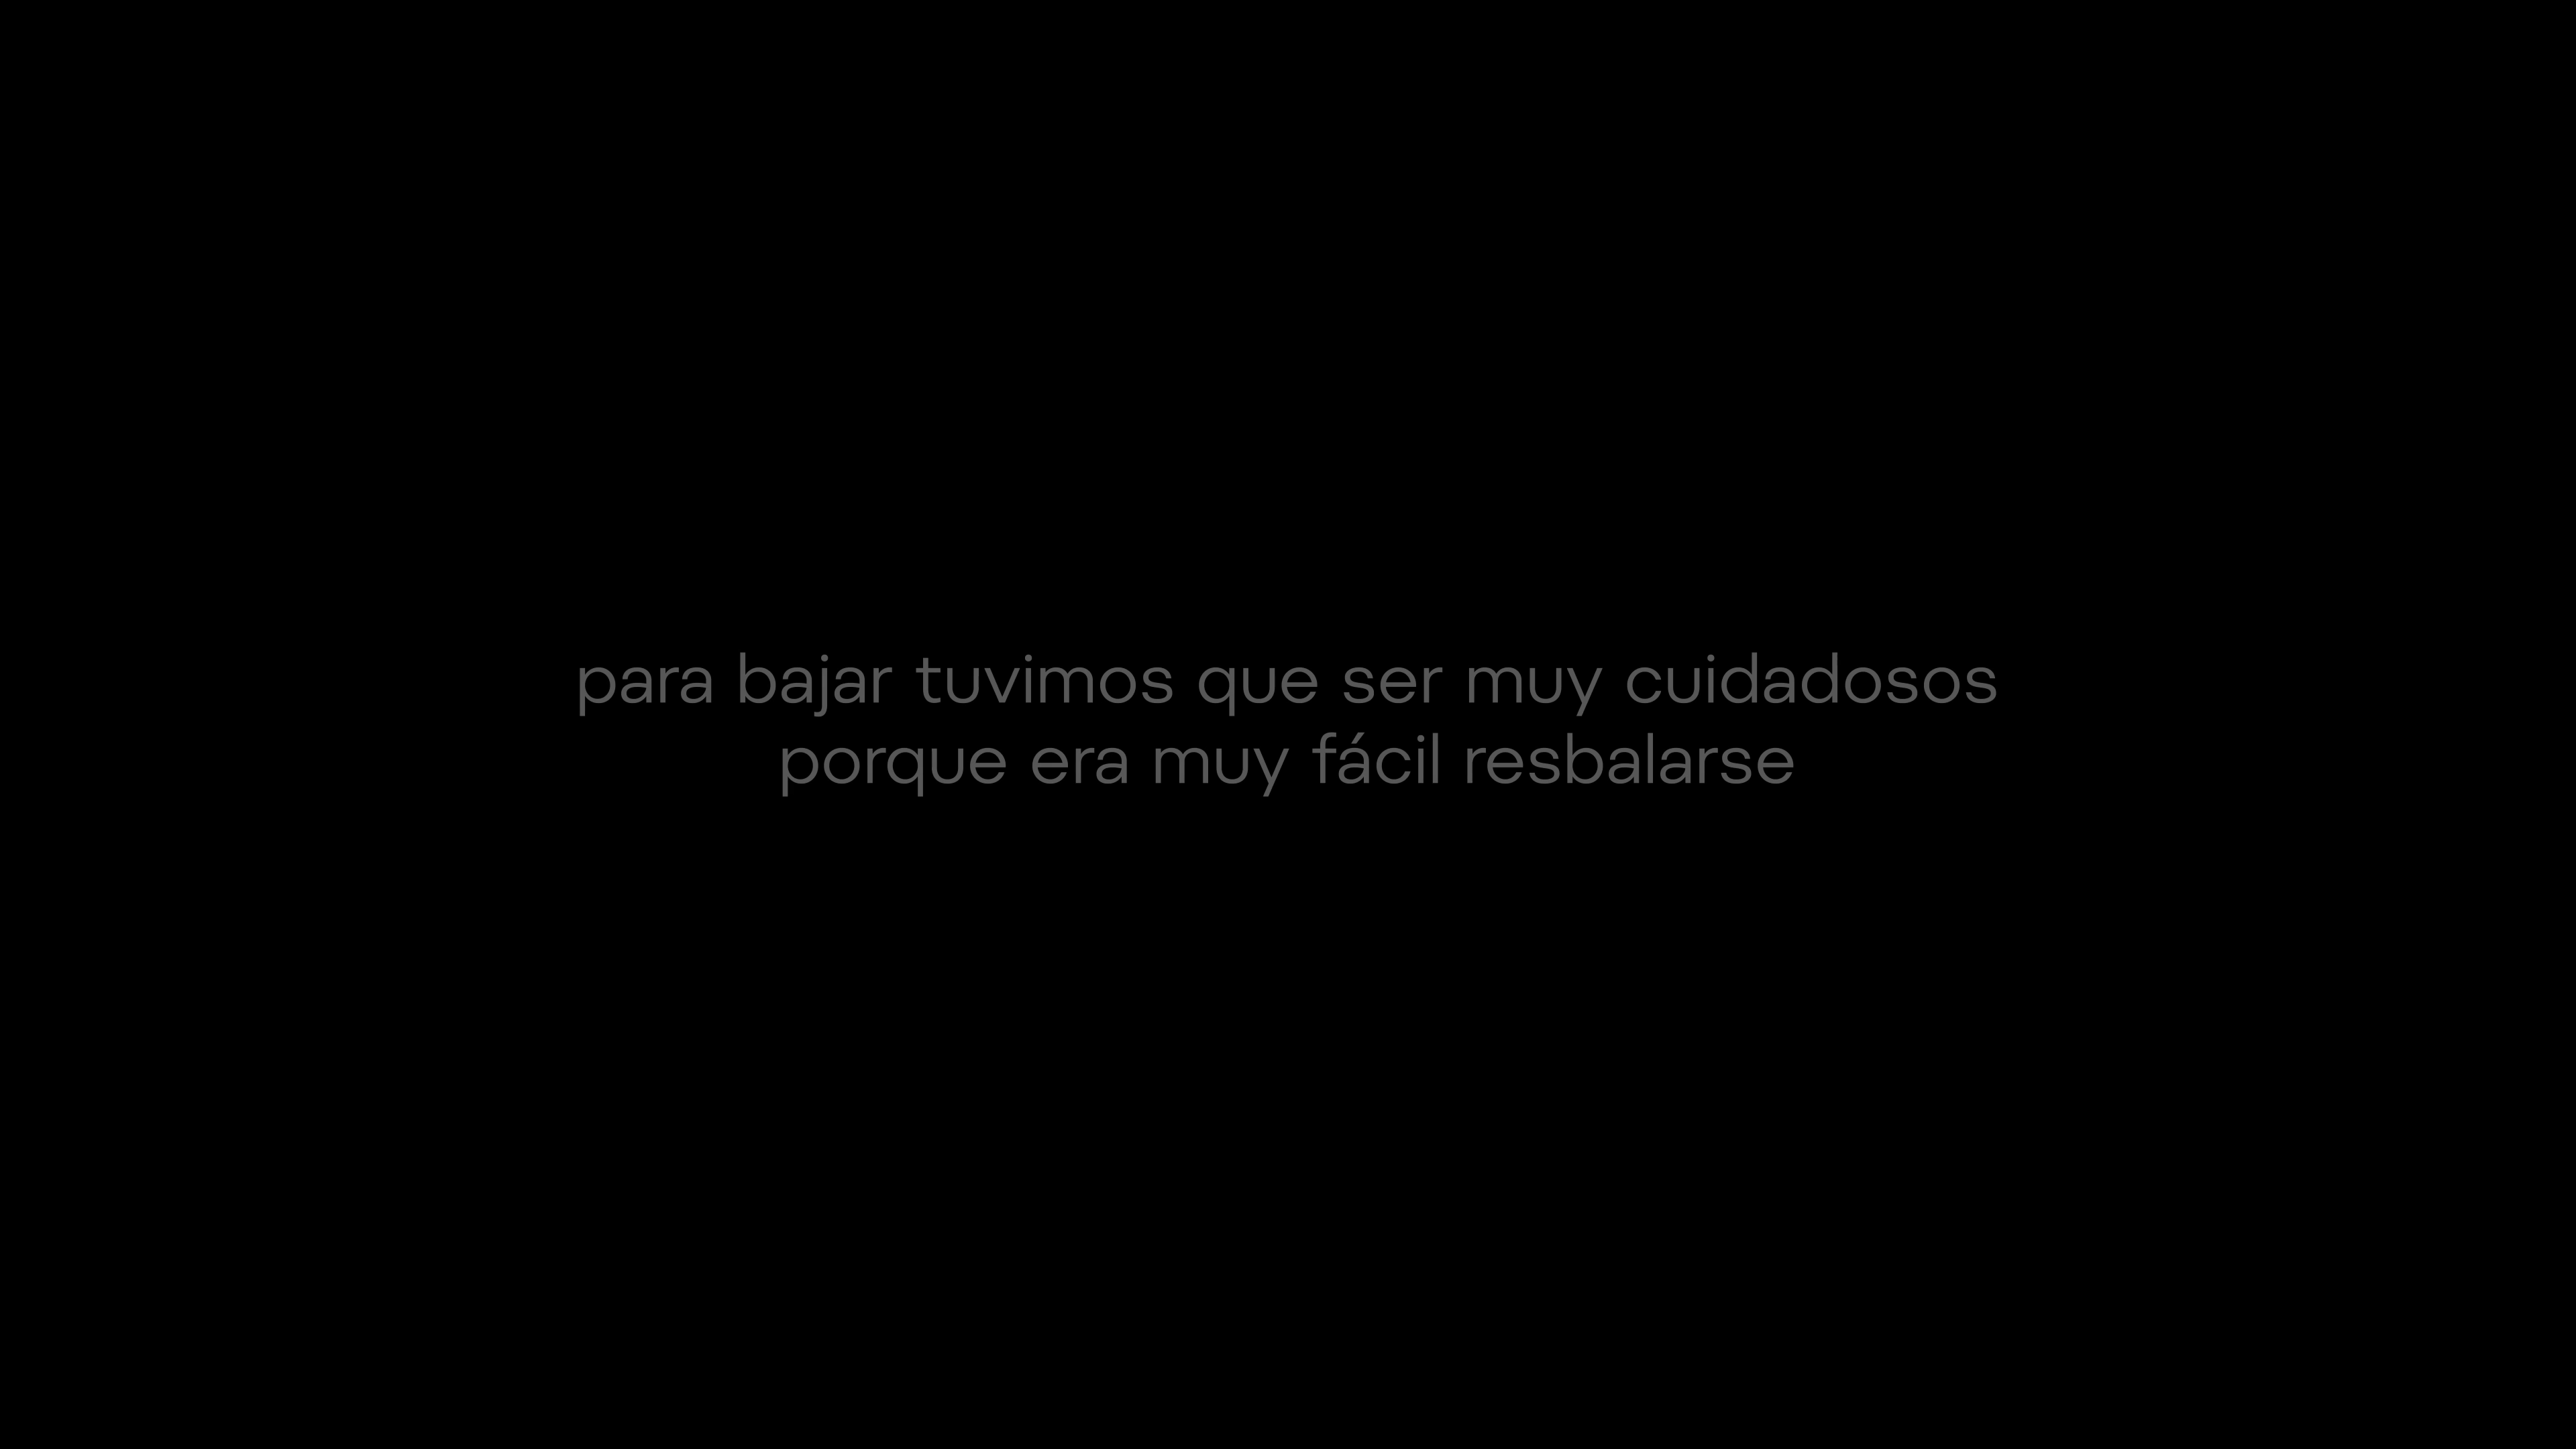 para bajar tuvimos que ser muy cuidadosos
porque era muy fácil resbalarse